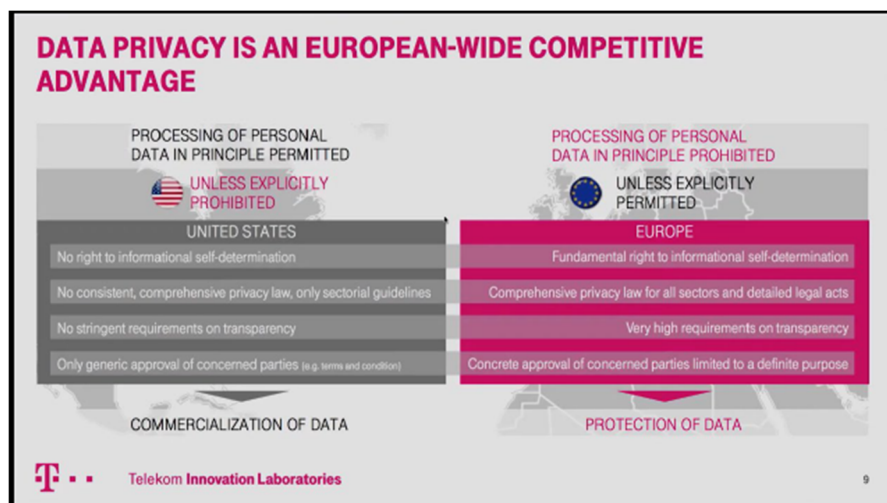 DATA PRIVACY IS AN EUROPEAN-WIDE COMPETITIVE
ADVANTAGE
PROCESSING OF PERSONAL
DATA IN PRINCIPLE PERMITTED
UNLESS EXPLICITLY
PROHIBITED
UNITED STATES
No right to informational self-determination
No consistent, comprehensive privacy law, only sectorial guidelines
No stringent requirements on transparency
Only generic approval of concerned parties (e.g. terms and condition)
COMMERCIALIZATION OF DATA
PROCESSING OF PERSONAL
DATA IN PRINCIPLE PROHIBITED
UNLESS EXPLICITLY
PERMITTED
EUROPE
Fundamental right to informational self-determination
Comprehensive privacy law for all sectors and detailed legal acts
Very high requirements on transparency
Concrete approval of concerned parties limited to a definite purpose
PROTECTION OF DATA
T
Telekom Innovation Laboratories
9